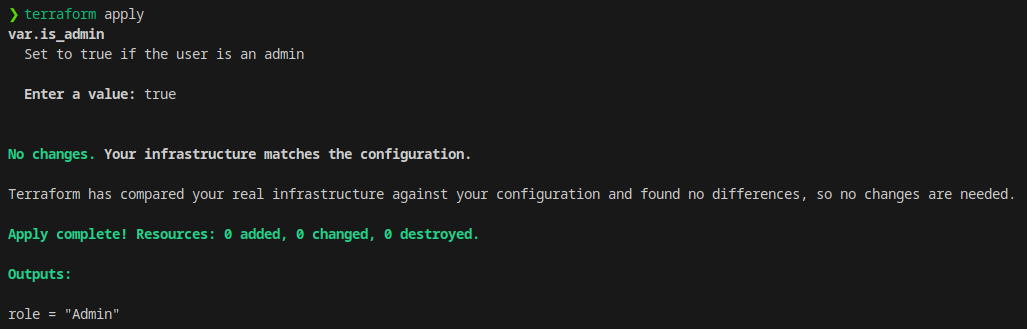 ❯ terraform apply
var.is_admin
Set to true if the user is an admin
Enter a value: true
No changes. Your infrastructure matches the configuration.
Terraform has compared your real infrastructure against your configuration and found no differences, so no changes are needed.
Apply complete! Resources: 0 added, 0 changed, 0 destroyed.
Outputs:
role = "Admin"